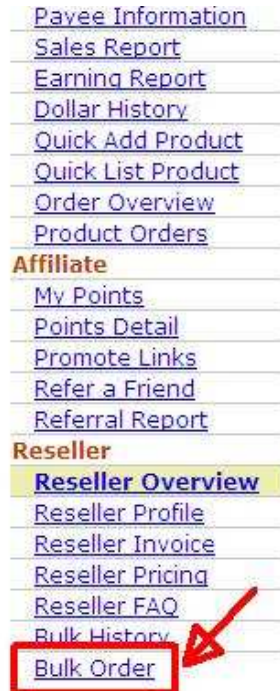 Payee Information
Sales Report
Earning Report
Dollar History
Quick Add Product
Quick List Product
Order Overview
Product Orders
Affiliate
My Points
Points Detail
Promote Links
Refer a Friend
Referral Report
Reseller
Reseller Overview
Reseller Profile
Reseller Invoice
Reseller Pricing
Reseller FAQ
Bulk History
Bulk Order